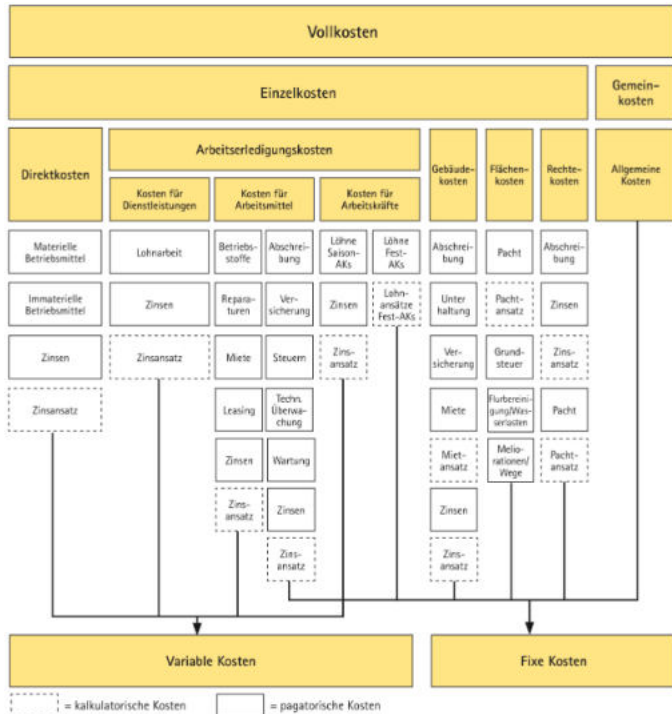 Vollkosten
Einzelkosten
Gemein-
kosten
Direktkosten
Arbeitserledigungskosten
Gebäude-
kosten
Flächen-
kosten
Rechte-
kosten
Allgemeine
Kosten
Kosten für
Dienstleistungen
Kosten für
Arbeitsmittel
Kosten für
Arbeitskräfte
Materielle
Betriebsmittel
Immaterielle
Betriebsmittel
Zinsen
Zinsansatz
Lohnarbeit
Zinsen
Zinsansatz
Betriebs-
stoffe
Repara-
turen
Miete
Leasing
Zinsen
Zins-
ansatz
Abschrei-
bung
Ver-
sicherung
Steuern
Techn.
Überwa-
chung
Wartung
Zinsen
Zins-
ansatz
Löhne
Saison-
AKs
Zinsen
Zins-
ansatz
Löhne
Fest-
AKs
Lohn-
ansätze
Fest-AKs
Abschrei-
bung
Unter
haltung
Ver-
sicherung
Miete
Miet-
ansatz
Zinsen
Zins-
ansatz
Pacht
Pacht-
ansatz
Grund-
steuer
Flurbereini-
gung/Was-
serlasten
Melio-
rationen/
Wege
Abschrei-
bung
Zinsen
Zins-
ansatz
Pacht
Pacht-
ansatz
Variable Kosten
Fixe Kosten
= kalkulatorische Kosten
= pagatorische Kosten